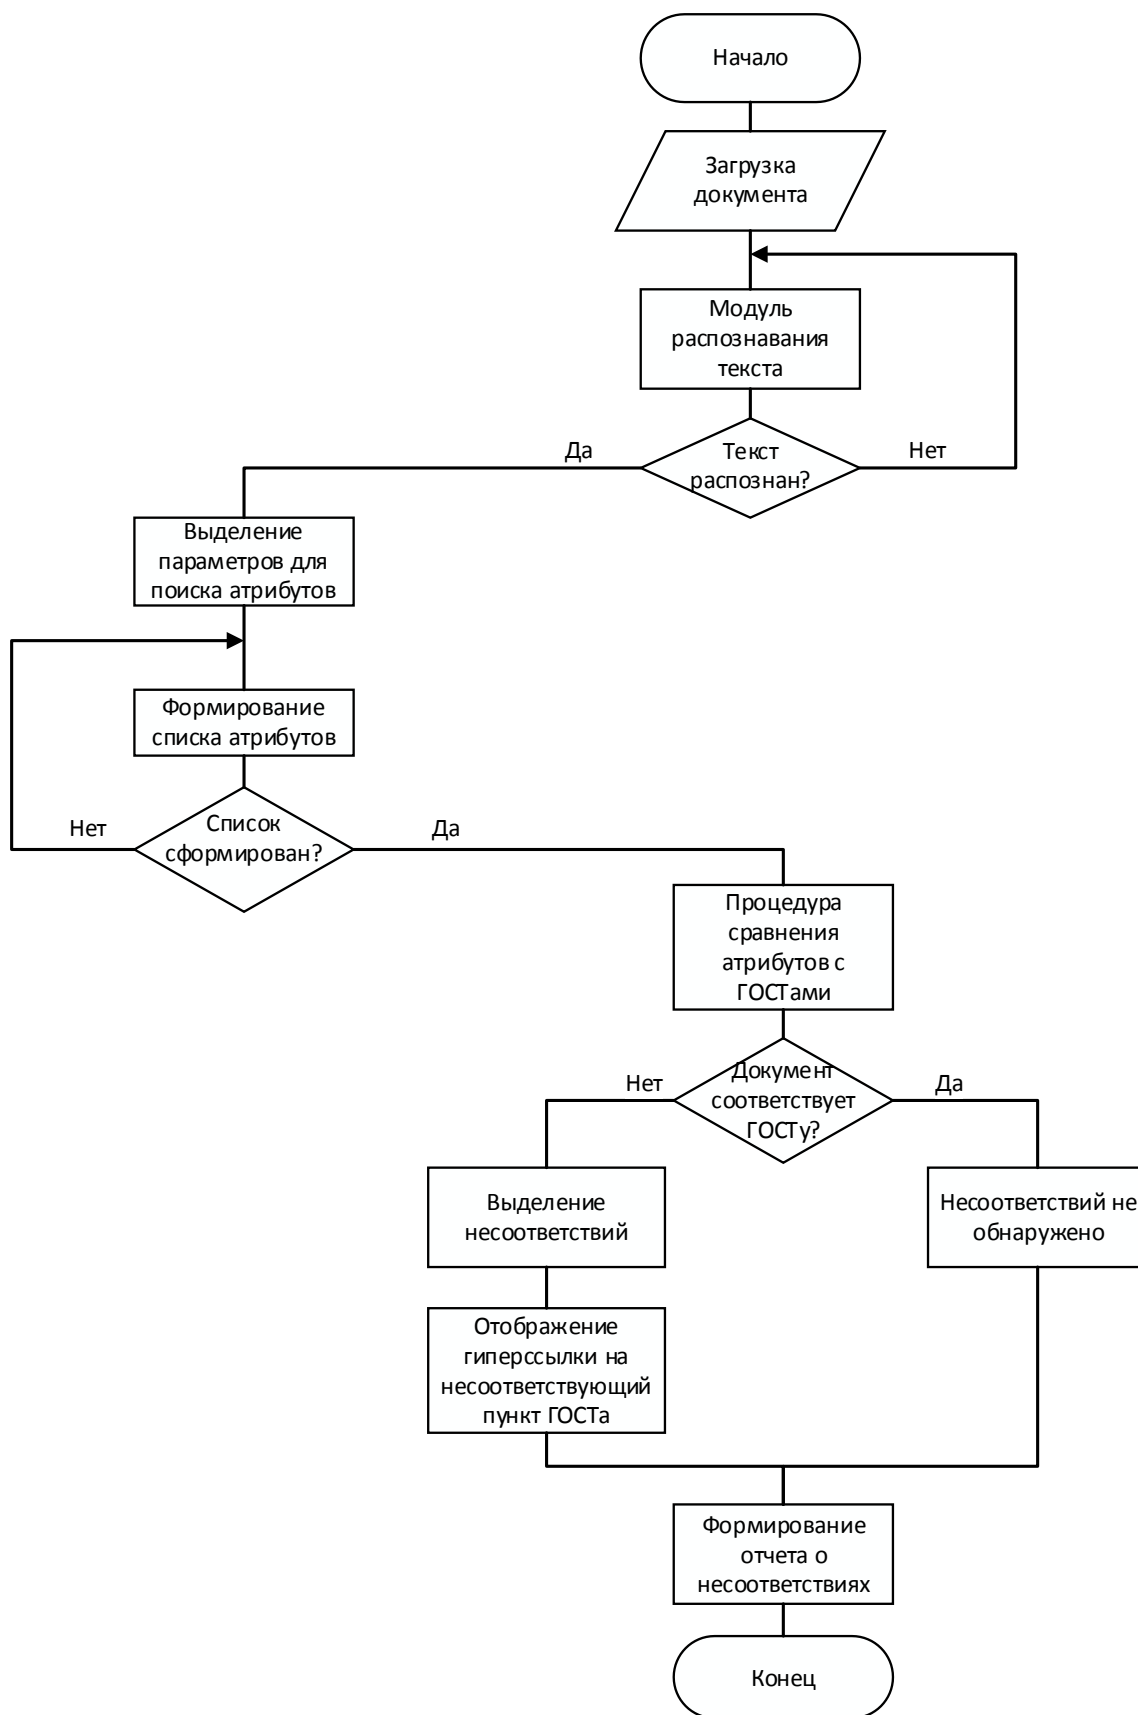 Начало
Загрузка
документа
Модуль
распознавания
текста
Да
Текст
распознан?
Нет
Выделение
параметров для
поиска атрибутов
Формирование
списка атрибутов
Нет
Список
сформирован?
Да
Процедура
сравнения
атрибутов с
ГОСТами
Нет
Документ
соответствует
ГОСТу?
Да
Выделение
несоответствий
Несоответствий не
обнаружено
Отображение
гиперссылки на
несоответствующий
пункт ГОСТа
Формирование
отчета о
несоответствиях
Конец